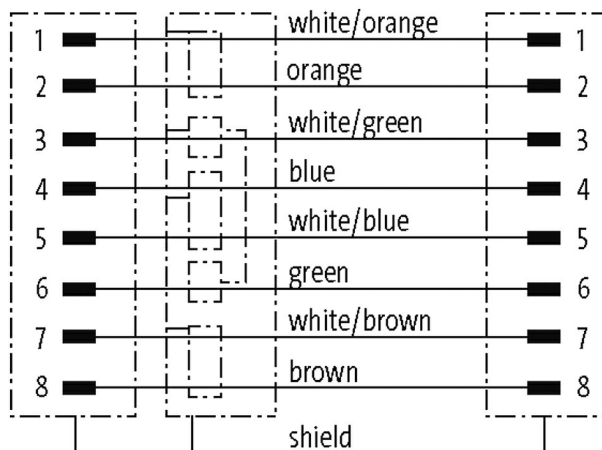 1 white/orange 1
2 orange 2
3 white/green 3
4 blue 4
5 white/blue 5
6 green 6
7 white/brown 7
8 brown 8
shield